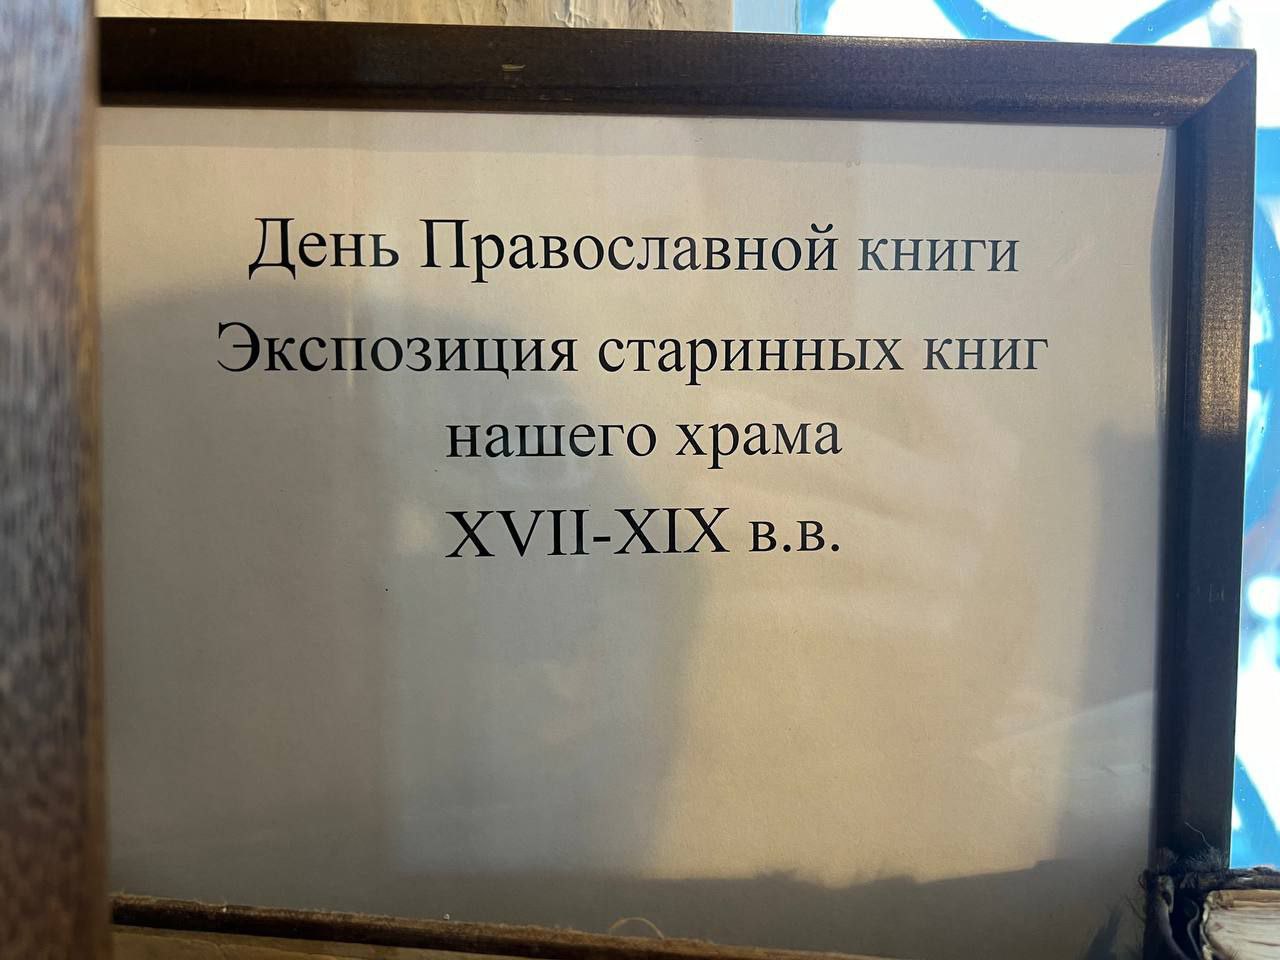 День Православной книги
Экспозиция старинных книг
нашего храма
XVII-XIX в.в.